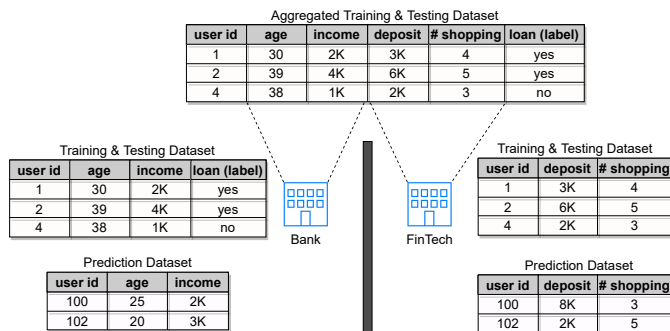 Aggregated Training & Testing Dataset
user id age income deposit # shopping loan (label)
1 30 2K 3K 4 yes
2 39 4K 6K 5 yes
4 38 1K 2K 3 no
Training & Testing Dataset
user id age income loan (label)
1 30 2K yes
2 39 4K yes
4 38 1K no
Bank
FinTech
Training & Testing Dataset
user id deposit # shopping
1 3K 4
2 6K 5
4 2K 3
Prediction Dataset
user id age income
100 25 2K
102 20 3K
Prediction Dataset
user id deposit # shopping
100 8K 3
102 2K 5